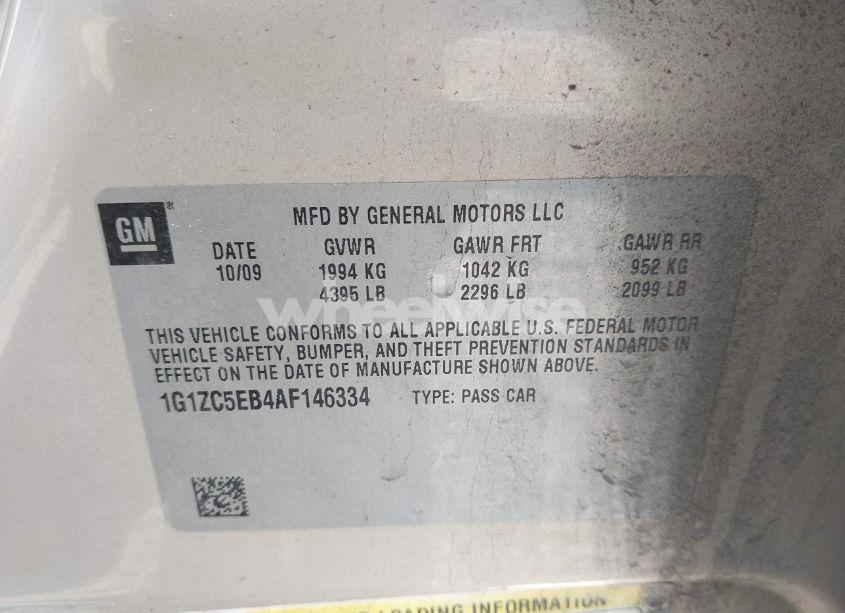 GM®
MFD BY GENERAL MOTORS LLC
DATE GVWR GAWR FRT GAWR RR
10/09 1994 KG 1042 KG 952 KG
4395 LB 2296 LB 2099 LB
wheelwise
THIS VEHICLE CONFORMS TO ALL APPLICABLE U.S. FEDERAL MOTOR
VEHICLE SAFETY, BUMPER, AND THEFT PREVENTION STANDARDS IN
EFFECT ON THE DATE OF MANUFACTURE SHOWN ABOVE.
1G1ZC5EB4AF146334 TYPE: PASS CAR
LOADING INFORMATION